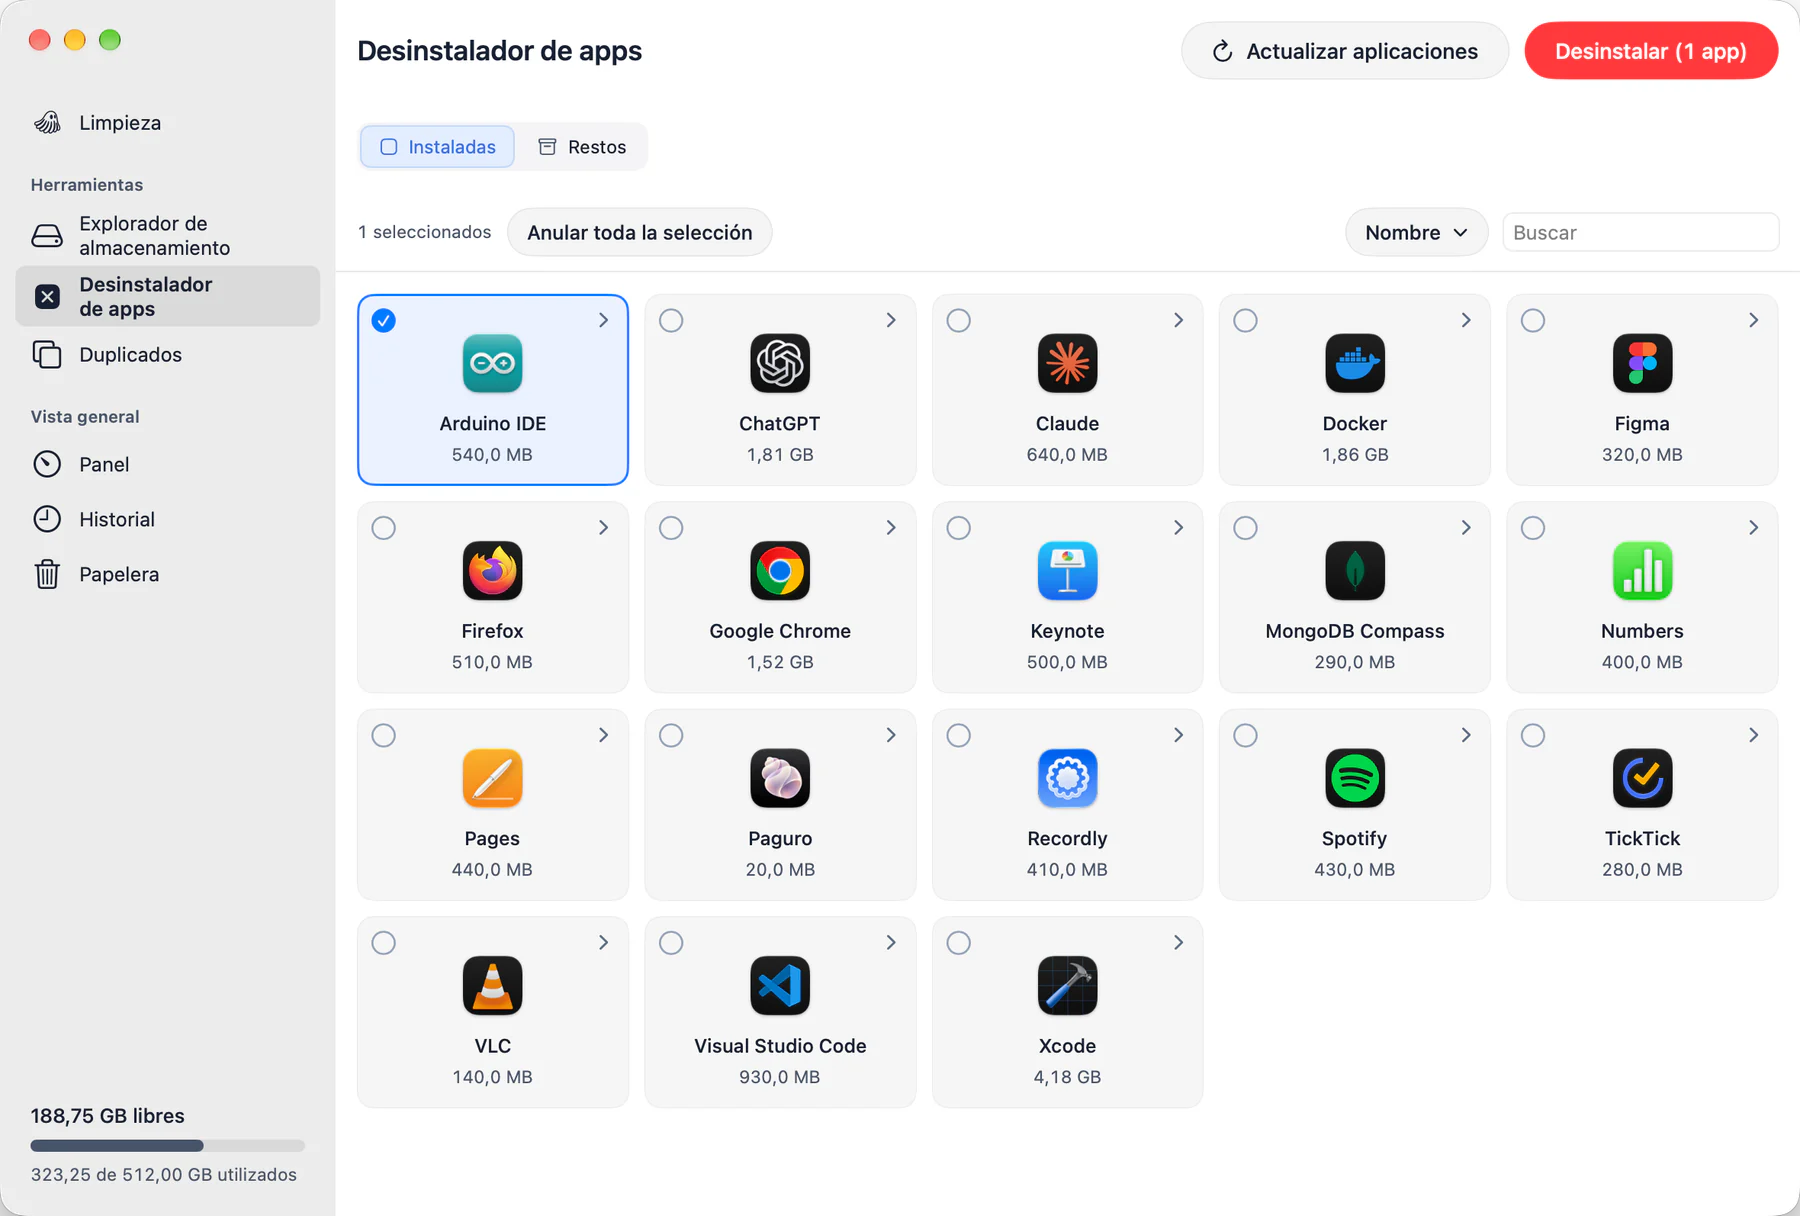 Desinstalador de apps
Actualizar aplicaciones
Desinstalar (1 app)
Limpieza
Herramientas
Explorador de
almacenamiento
Desinstalador
de apps
Duplicados
Vista general
Panel
Historial
Papelera
188,75 GB libres
323,25 de 512,00 GB utilizados
Instaladas
Restos
1 seleccionados
Anular toda la selección
Nombre
Buscar
Arduino IDE
540,0 MB
ChatGPT
1,81 GB
Claude
640,0 MB
Docker
1,86 GB
Figma
320,0 MB
Firefox
510,0 MB
Google Chrome
1,52 GB
Keynote
500,0 MB
MongoDB Compass
290,0 MB
Numbers
400,0 MB
Pages
440,0 MB
Paguro
20,0 MB
Recordly
410,0 MB
Spotify
430,0 MB
TickTick
280,0 MB
VLC
140,0 MB
Visual Studio Code
930,0 MB
Xcode
4,18 GB